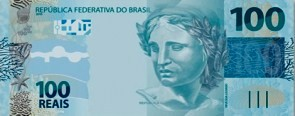 REPÚBLICA FEDERATIVA DO BRASIL
100
100
REAIS